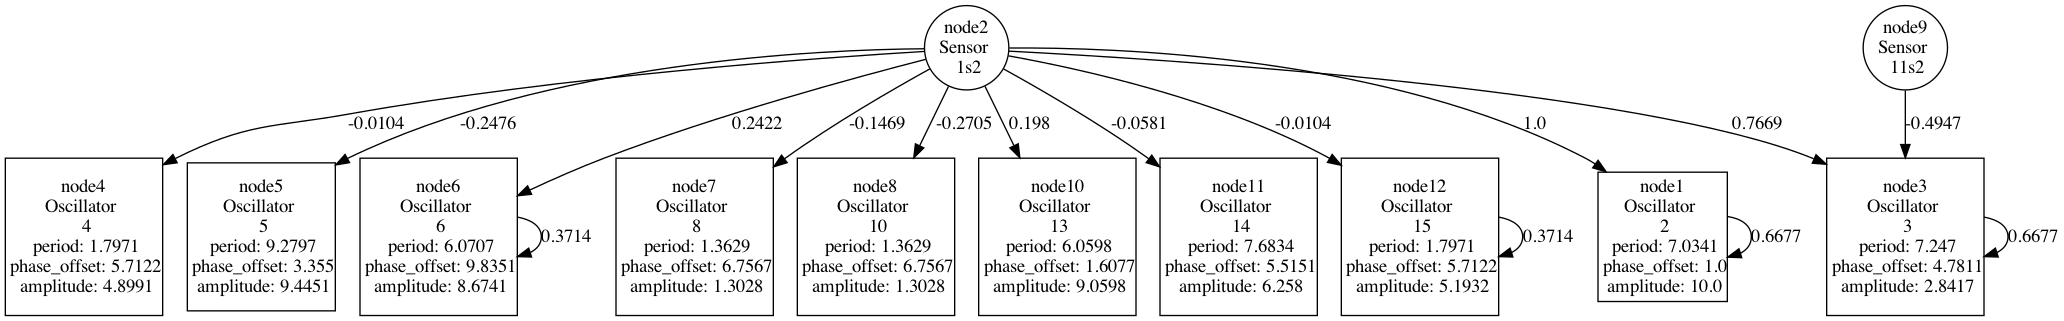 node2
Sensor
1s2
node9
Sensor
11s2
-0.0104
-0.2476
0.2422
-0.1469
-0.2705
0.198
-0.0581
-0.0104
1.0
0.7669
-0.4947
node4
Oscillator
4
period: 1.7971
phase_offset: 5.7122
amplitude: 4.8991
node5
Oscillator
5
period: 9.2797
phase_offset: 3.355
amplitude: 9.4451
node6
Oscillator
6
period: 6.0707
phase_offset: 9.8351
amplitude: 8.6741
0.3714
node7
Oscillator
8
period: 1.3629
phase_offset: 6.7567
amplitude: 1.3028
node8
Oscillator
10
period: 1.3629
phase_offset: 6.7567
amplitude: 1.3028
node10
Oscillator
13
period: 6.0598
phase_offset: 1.6077
amplitude: 9.0598
node11
Oscillator
14
period: 7.6834
phase_offset: 5.5151
amplitude: 6.258
node12
Oscillator
15
period: 1.7971
phase_offset: 5.7122
amplitude: 5.1932
0.3714
node1
Oscillator
2
period: 7.0341
phase_offset: 1.0
amplitude: 10.0
0.6677
node3
Oscillator
3
period: 7.247
phase_offset: 4.7811
amplitude: 2.8417
0.6677